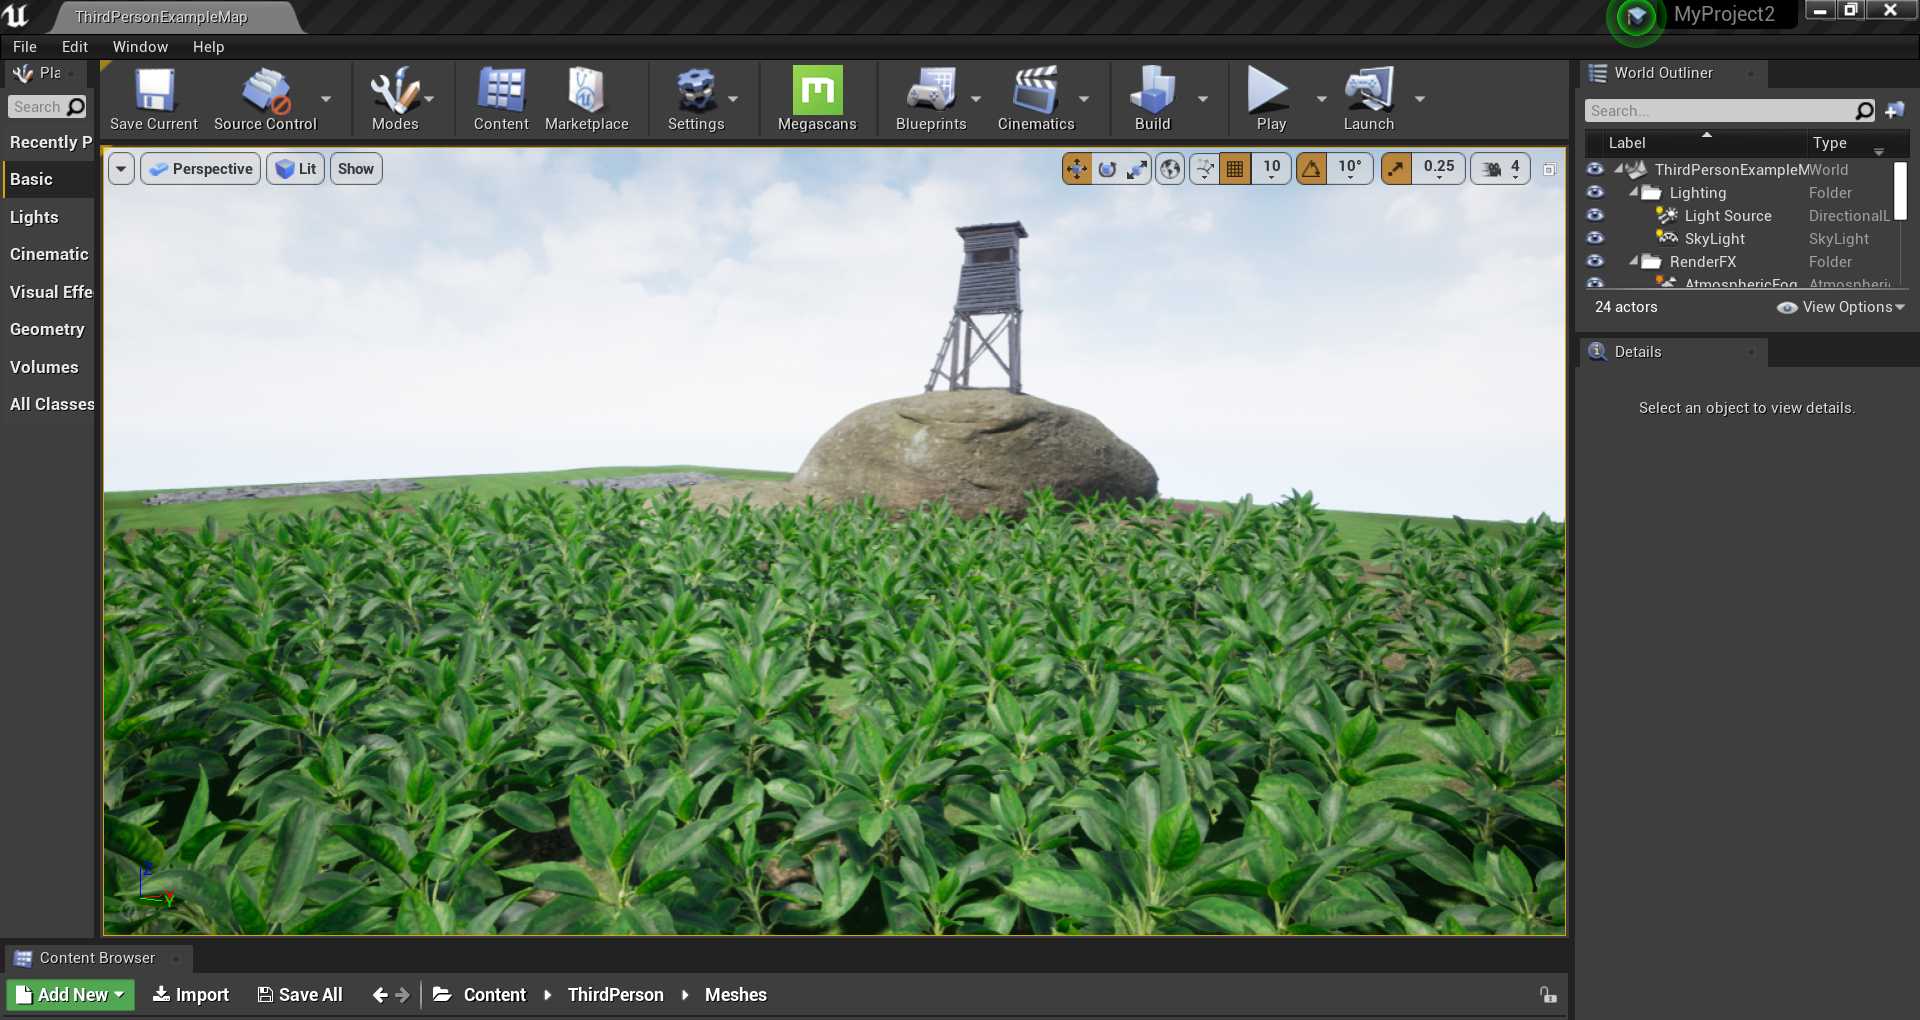 ThirdPersonExampleMap
MyProject2
File Edit Window Help
Pla
Search
Recently P
Basic
Lights
Cinematic
Visual Effe
Geometry
Volumes
All Classes
Save Current Source Control Modes Content Marketplace Settings Megascans Blueprints Cinematics Build Play Launch
Perspective Lit Show
10 10° 0.25 4
Z
Y
World Outliner
Search...
Label Type
ThirdPersonExampleM World
Lighting Folder
Light Source DirectionalL
SkyLight SkyLight
RenderFX Folder
AtmosphericFog Atmospheric
24 actors View Options
Details
Select an object to view details.
Content Browser
Add New Import Save All Content ThirdPerson Meshes